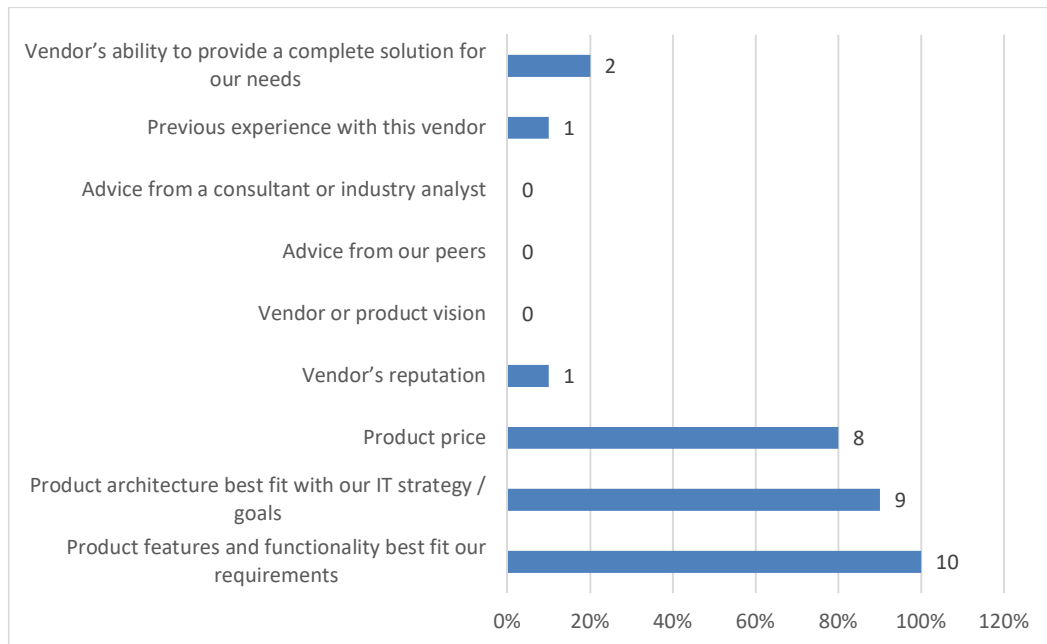 Vendor’s ability to provide a complete solution for
our needs
2
Previous experience with this vendor
1
Advice from a consultant or industry analyst
0
Advice from our peers
0
Vendor or product vision
0
Vendor’s reputation
1
Product price
8
Product architecture best fit with our IT strategy /
goals
9
Product features and functionality best fit our
requirements
10
0% 20% 40% 60% 80% 100% 120%